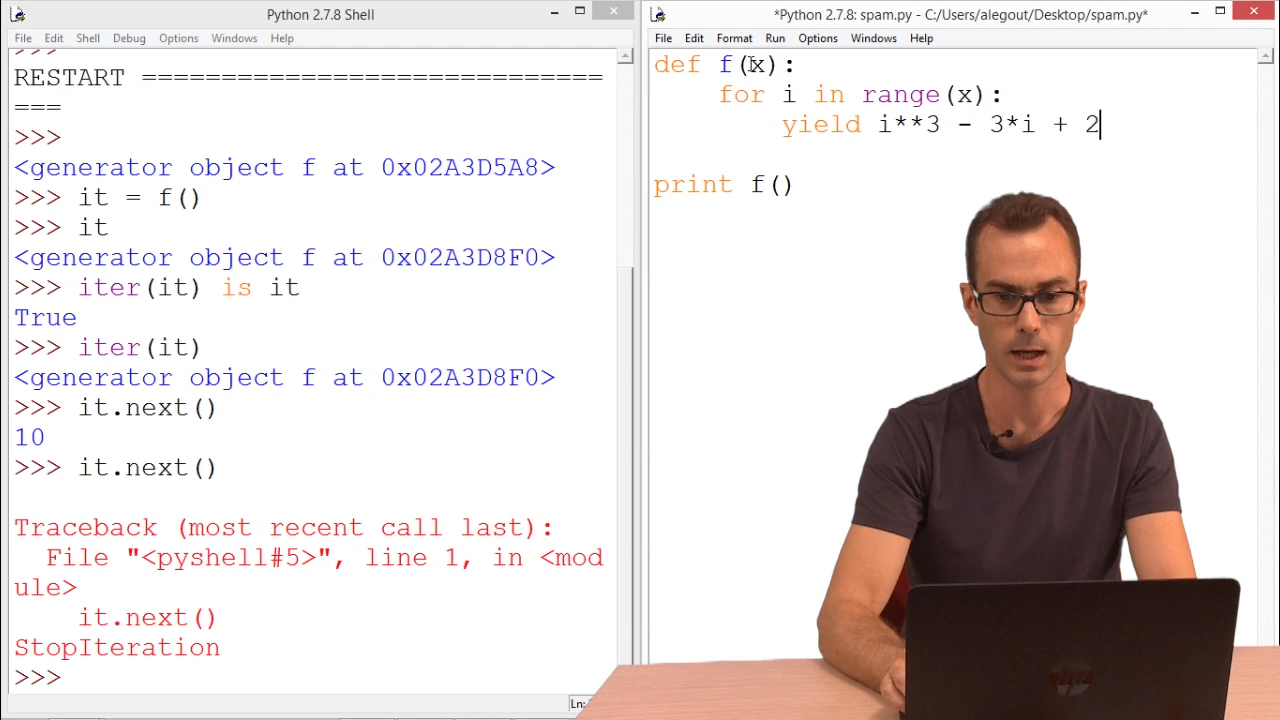 Python 2.7.8 Shell
File Edit Shell Debug Options Windows Help
>>>
RESTART =============================
===
>>>
<generator object f at 0x02A3D5A8>
>>> it = f()
>>> it
<generator object f at 0x02A3D8F0>
>>> iter(it) is it
True
>>> iter(it)
<generator object f at 0x02A3D8F0>
>>> it.next()
10
>>> it.next()
Traceback (most recent call last):
  File "<pyshell#5>", line 1, in <mod
ule>
    it.next()
StopIteration
>>>
Ln:
*Python 2.7.8: spam.py - C:/Users/alegout/Desktop/spam.py*
File Edit Format Run Options Windows Help
def f(x):
    for i in range(x):
        yield i**3 - 3*i + 2
print f()
hp